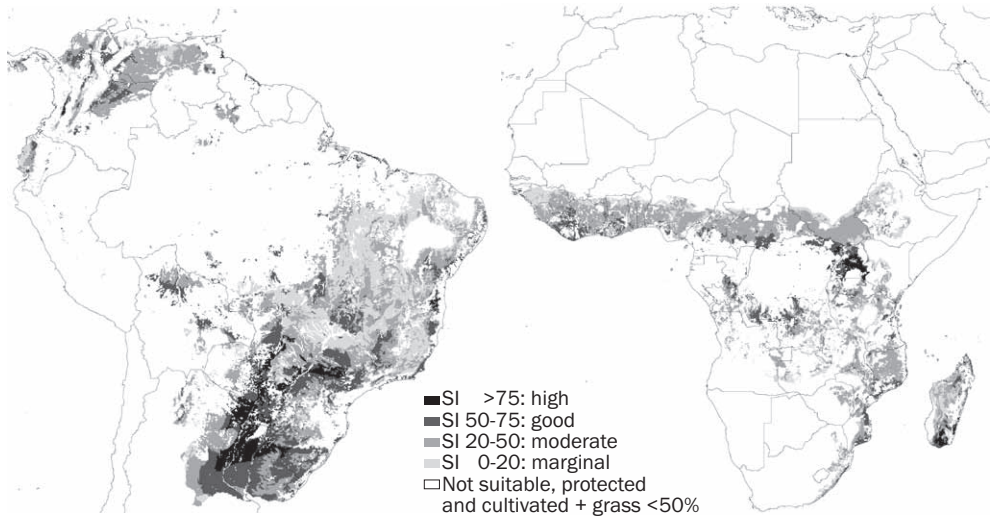 SI >75: high
SI 50-75: good
SI 20-50: moderate
SI 0-20: marginal
Not suitable, protected
and cultivated + grass <50%